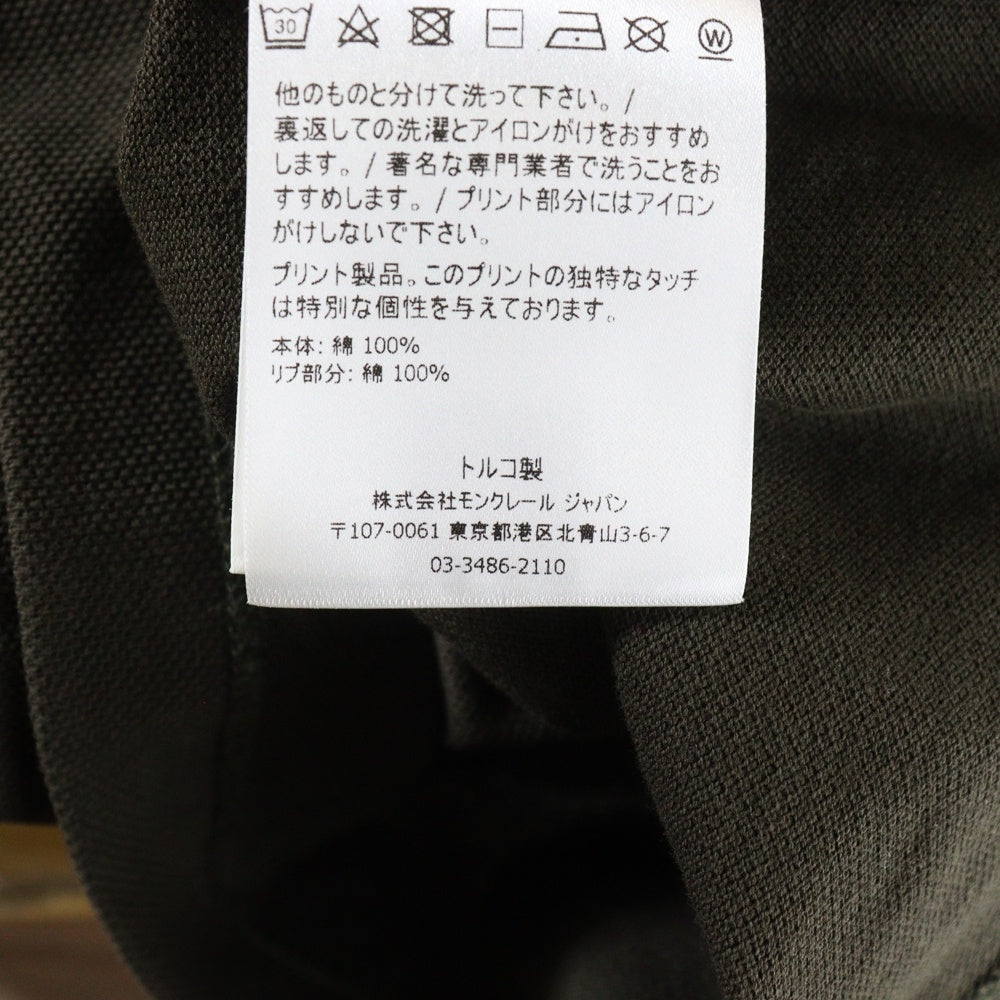 30 W
他のものと分けて洗って下さい。/
裏返しての洗濯とアイロンがけをおすすめ
します。/ 著名な専門業者で洗うことをお
すすめします。/ プリント部分にはアイロン
がけしないで下さい。
プリント製品。このプリントの独特なタッチ
は特別な個性を与えております。
本体: 綿 100%
リブ部分: 綿 100%
トルコ製
株式会社モンクレール ジャパン
〒107-0061 東京都港区北青山3-6-7
03-3486-2110